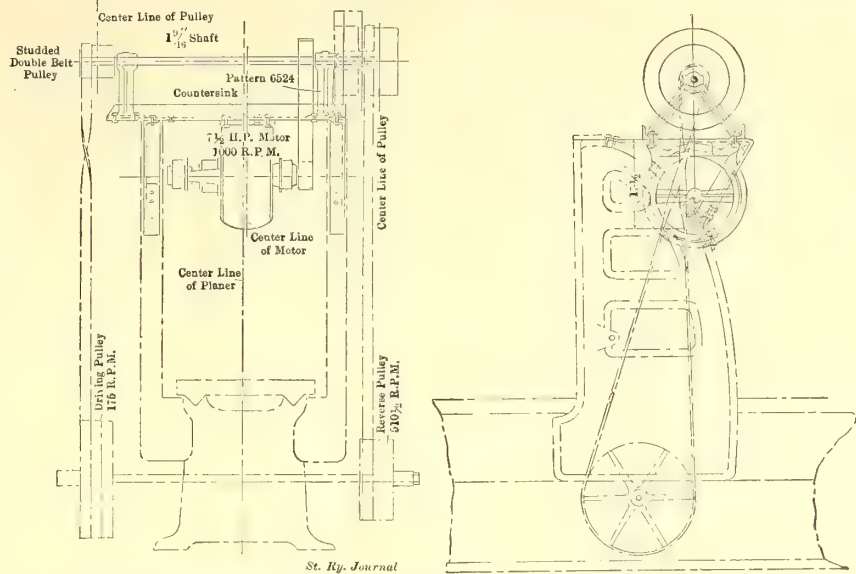 Center Line of Pulley
1 9/16" Shaft
Studded
Double Belt
Pulley
Pattern 6524
Countersink
7½ H.P. Motor
1000 R.P.M.
Center Line of Pulley
Center Line
of Motor
Center Line
of Planer
Driving Pulley
175 R.P.M.
Reverse Pulley
R.P.M.
St. Ry. Journal